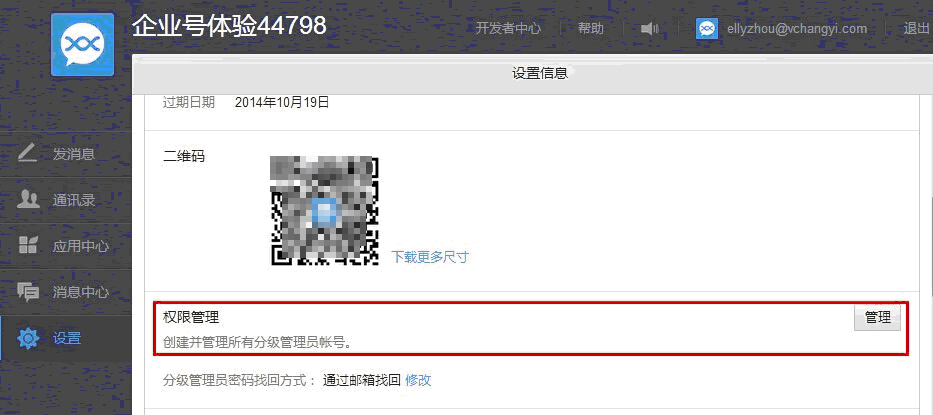 企业号体验44798
开发者中心 帮助 ellyzhou@vchangyi.com 退出
设置信息
过期日期 2014年10月19日
发消息
二维码
通讯录
应用中心
下载更多尺寸
消息中心
权限管理 管理
设置
创建并管理所有分级管理员帐号。
分级管理员密码找回方式： 通过邮箱找回 修改